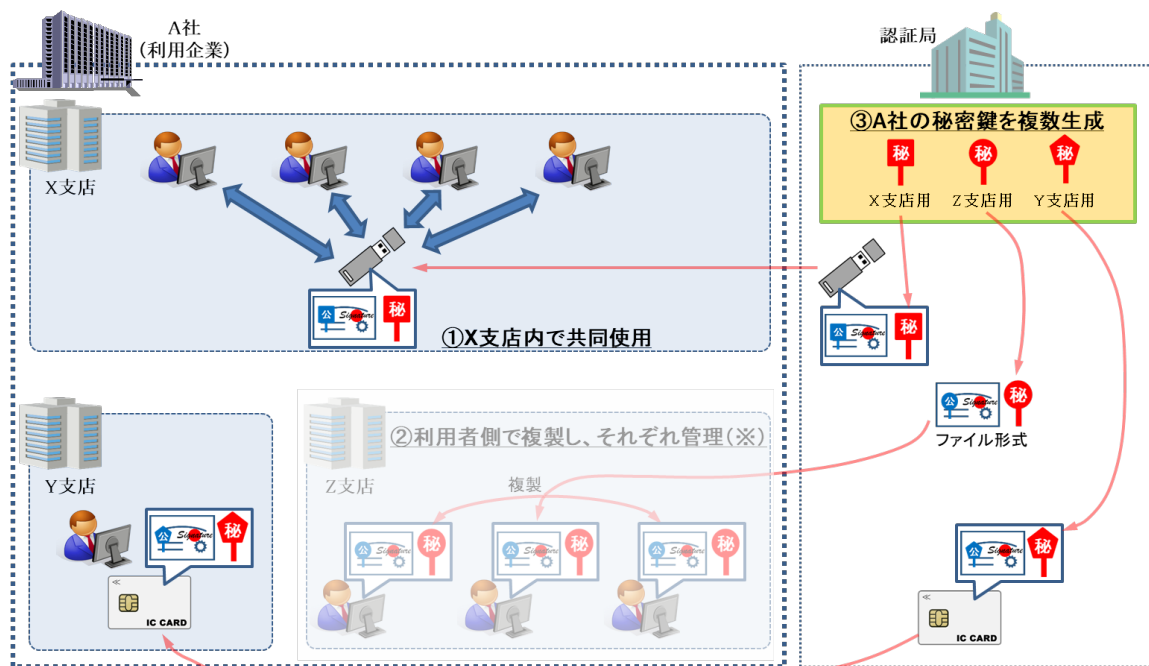 A社
(利用企業)
認証局
X支店
③A社の秘密鍵を複数生成
秘
秘
秘
X支店用
Z支店用
Y支店用
公
Signature
秘
①X支店内で共同使用
公
Signature
秘
公
Signature
秘
ファイル形式
Y支店
公
Signature
秘
IC CARD
Z支店
②利用者側で複製し、それぞれ管理(※)
複製
公
Signature
秘
公
Signature
秘
公
Signature
秘
公
Signature
秘
IC CARD